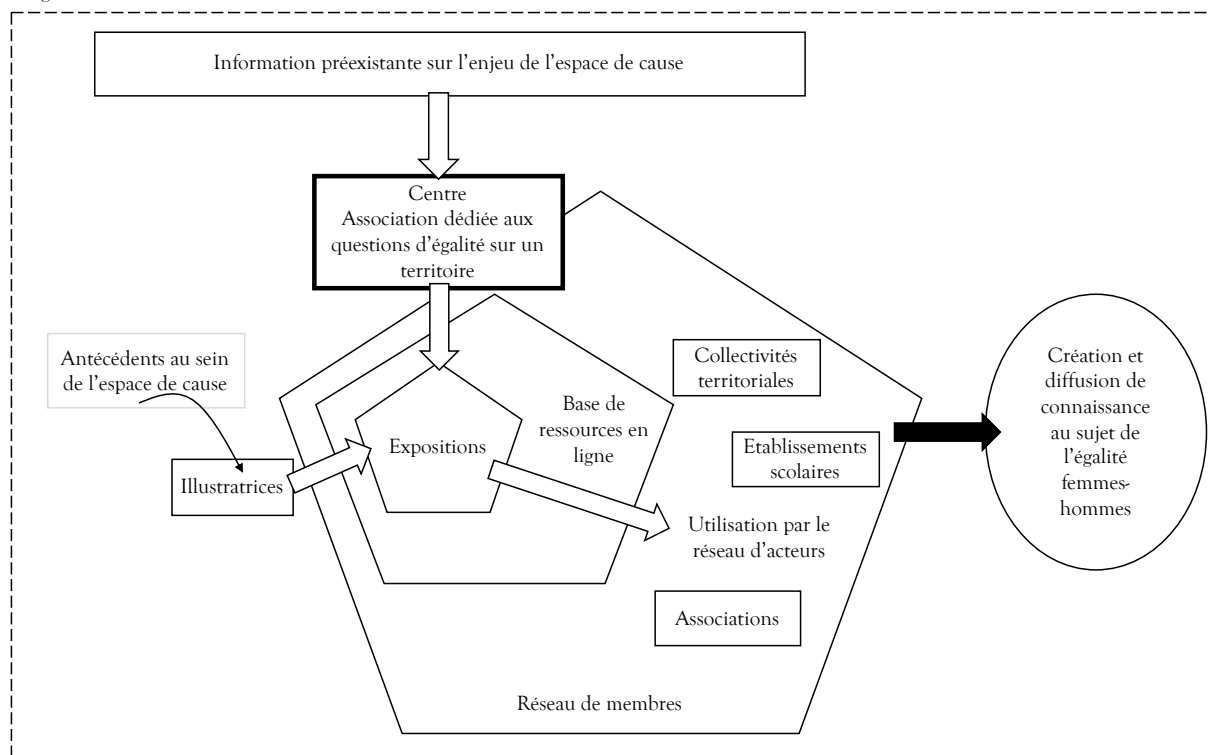 Information préexistante sur l'enjeu de l'espace de cause
Centre
Association dédiée aux
questions d'égalité sur un
territoire
Antécédents au sein
de l'espace de cause
Illustratrices
Expositions
Base de
ressources en
ligne
Collectivités
territoriales
Etablissements
scolaires
Utilisation par le
réseau d'acteurs
Associations
Réseau de membres
Création et
diffusion de
connaissance
au sujet de
l'égalité
femmes-
hommes